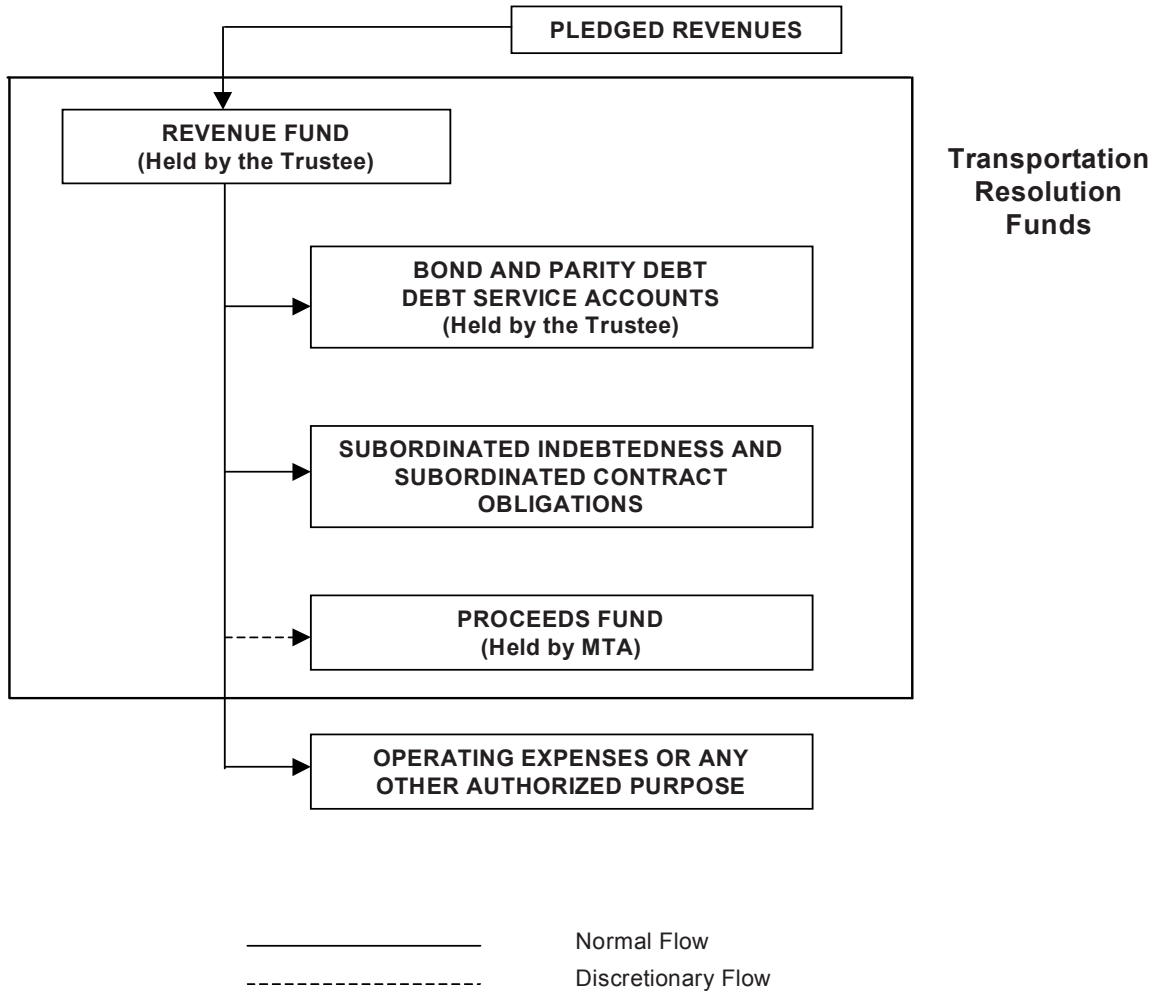 PLEDGED REVENUES
REVENUE FUND
(Held by the Trustee)
Transportation
Resolution
Funds
BOND AND PARITY DEBT
DEBT SERVICE ACCOUNTS
(Held by the Trustee)
SUBORDINATED INDEBTEDNESS AND
SUBORDINATED CONTRACT
OBLIGATIONS
PROCEEDS FUND
(Held by MTA)
OPERATING EXPENSES OR ANY
OTHER AUTHORIZED PURPOSE
Normal Flow
Discretionary Flow